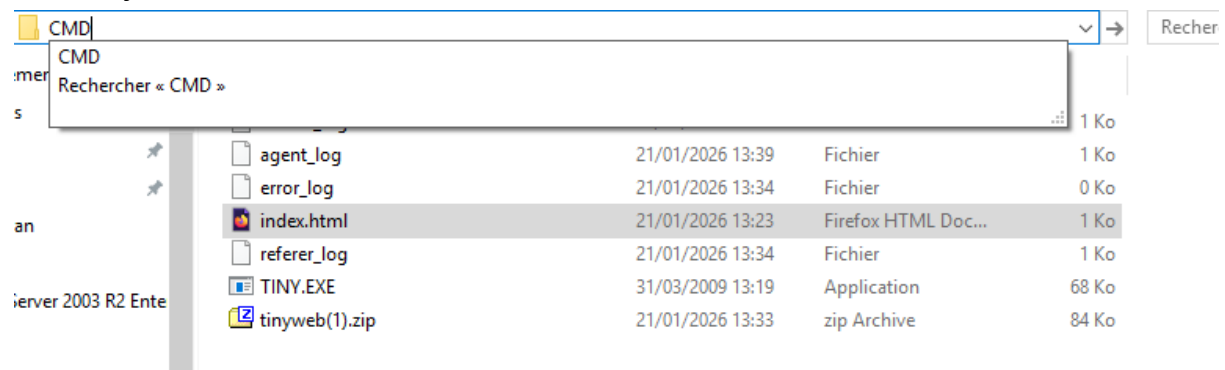 CMD
Recher
CMD
Rechercher « CMD »
s
1 Ko
agent_log 21/01/2026 13:39 Fichier 1 Ko
error_log 21/01/2026 13:34 Fichier 0 Ko
an
index.html 21/01/2026 13:23 Firefox HTML Doc... 1 Ko
referer_log 21/01/2026 13:34 Fichier 1 Ko
Server 2003 R2 Ente
TINY.EXE 31/03/2009 13:19 Application 68 Ko
tinyweb(1).zip 21/01/2026 13:33 zip Archive 84 Ko